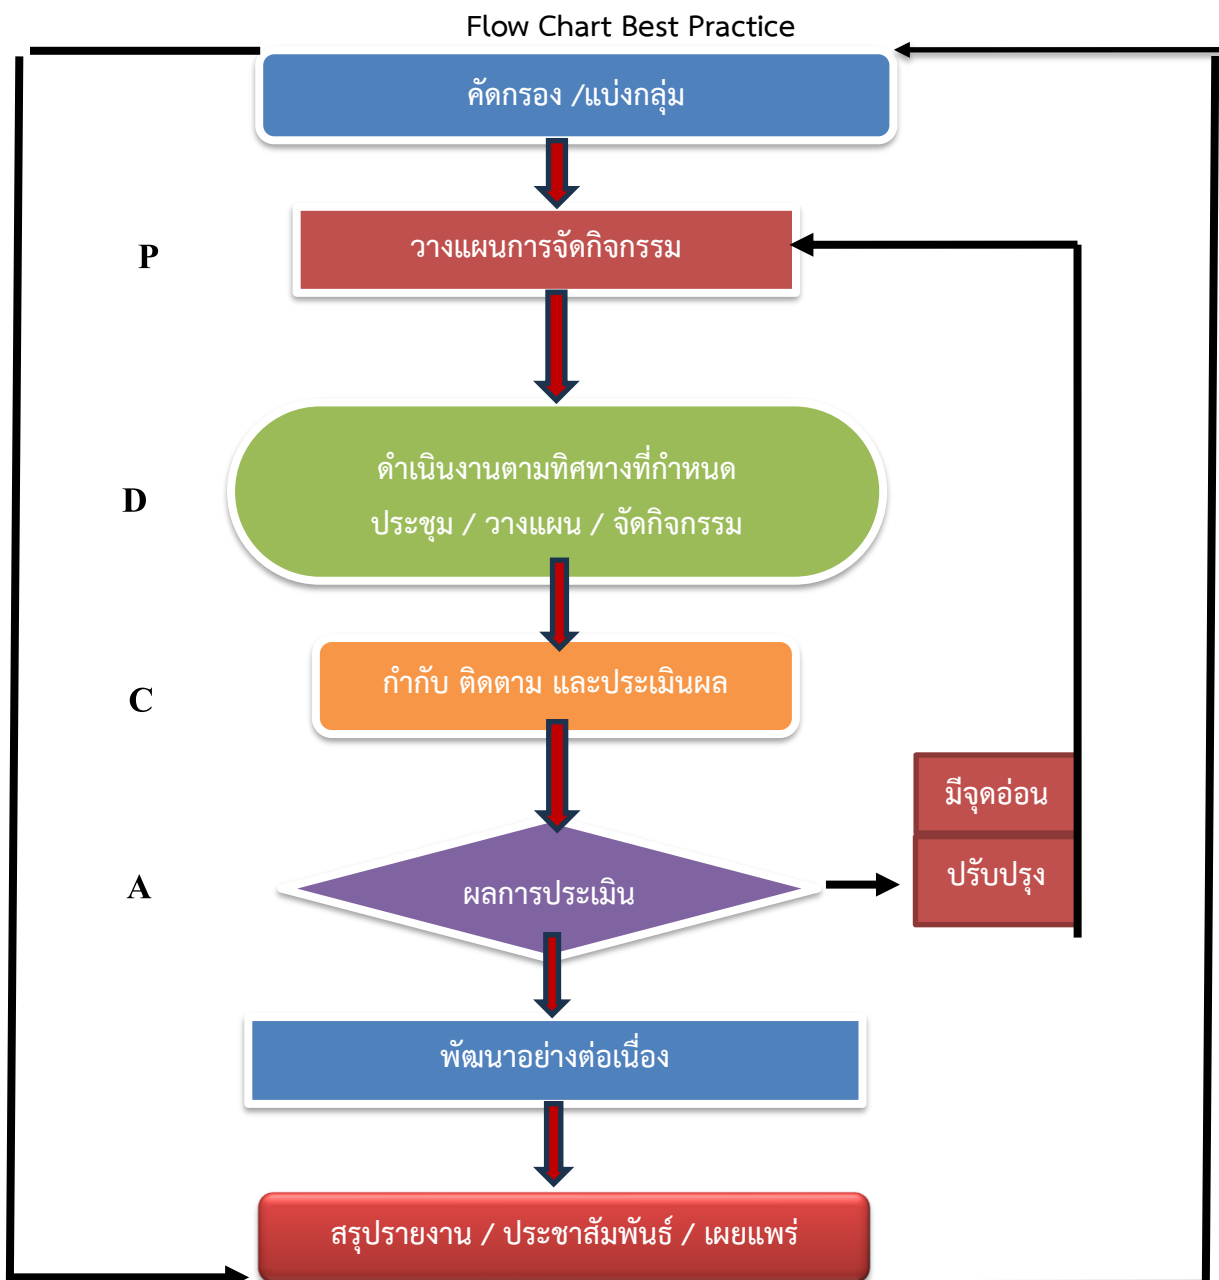 Flow Chart Best Practice
คัดกรอง /แบ่งกลุ่ม
P
วางแผนการจัดกิจกรรม
D
ดำเนินงานตามทิศทางที่กำหนด
ประชุม / วางแผน / จัดกิจกรรม
C
กำกับ ติดตาม และประเมินผล
มีจุดอ่อน
A
ผลการประเมิน
ปรับปรุง
พัฒนาอย่างต่อเนื่อง
สรุปรายงาน / ประชาสัมพันธ์ / เผยแพร่